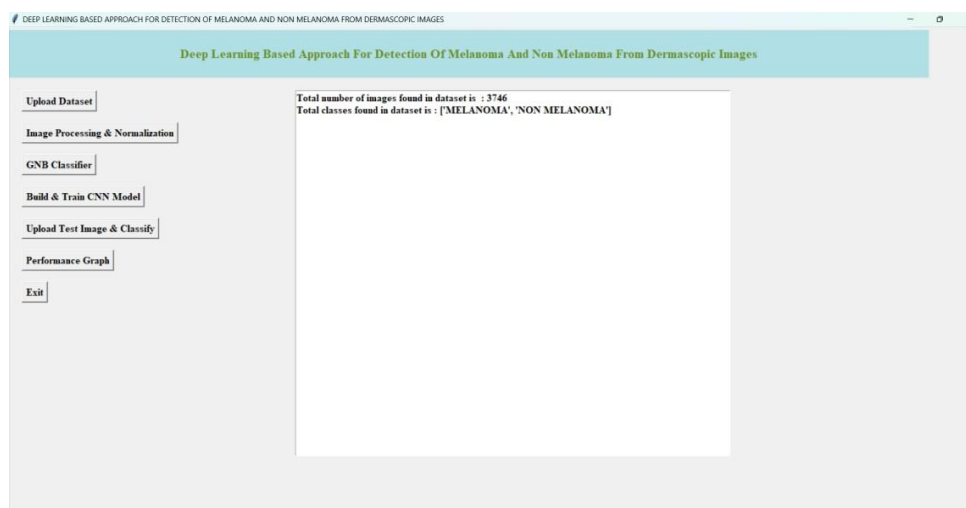 DEEP LEARNING BASED APPROACH FOR DETECTION OF MELANOMA AND NON MELANOMA FROM DERMASCOPIC IMAGES
Deep Learning Based Approach For Detection Of Melanoma And Non Melanoma From Dermascopic Images
Upload Dataset
Image Processing & Normalization
GNB Classifier
Build & Train CNN Model
Upload Test Image & Classify
Performance Graph
Exit
Total number of images found in dataset is : 3746
Total classes found in dataset is : ['MELANOMA', 'NON MELANOMA']